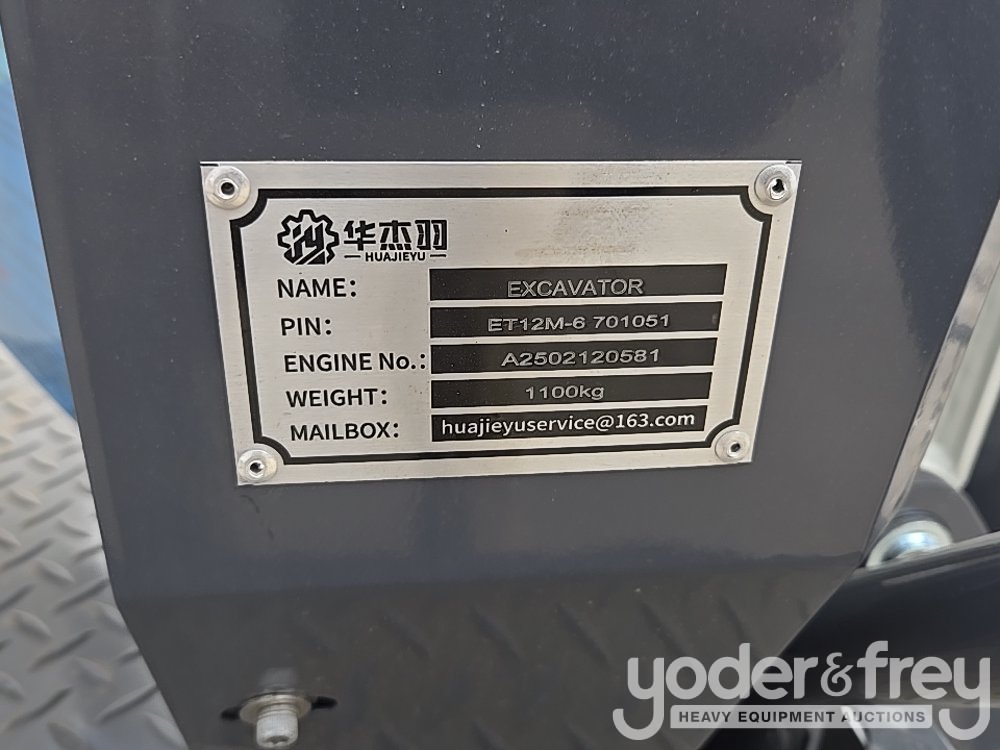 华杰羽
HUAJIEYU
NAME: EXCAVATOR
PIN: ET12M-6 701051
ENGINE No.: A2502120581
WEIGHT: 1100kg
MAILBOX: huajieyuservice@163.com
yoder&frey
HEAVY EQUIPMENT AUCTIONS